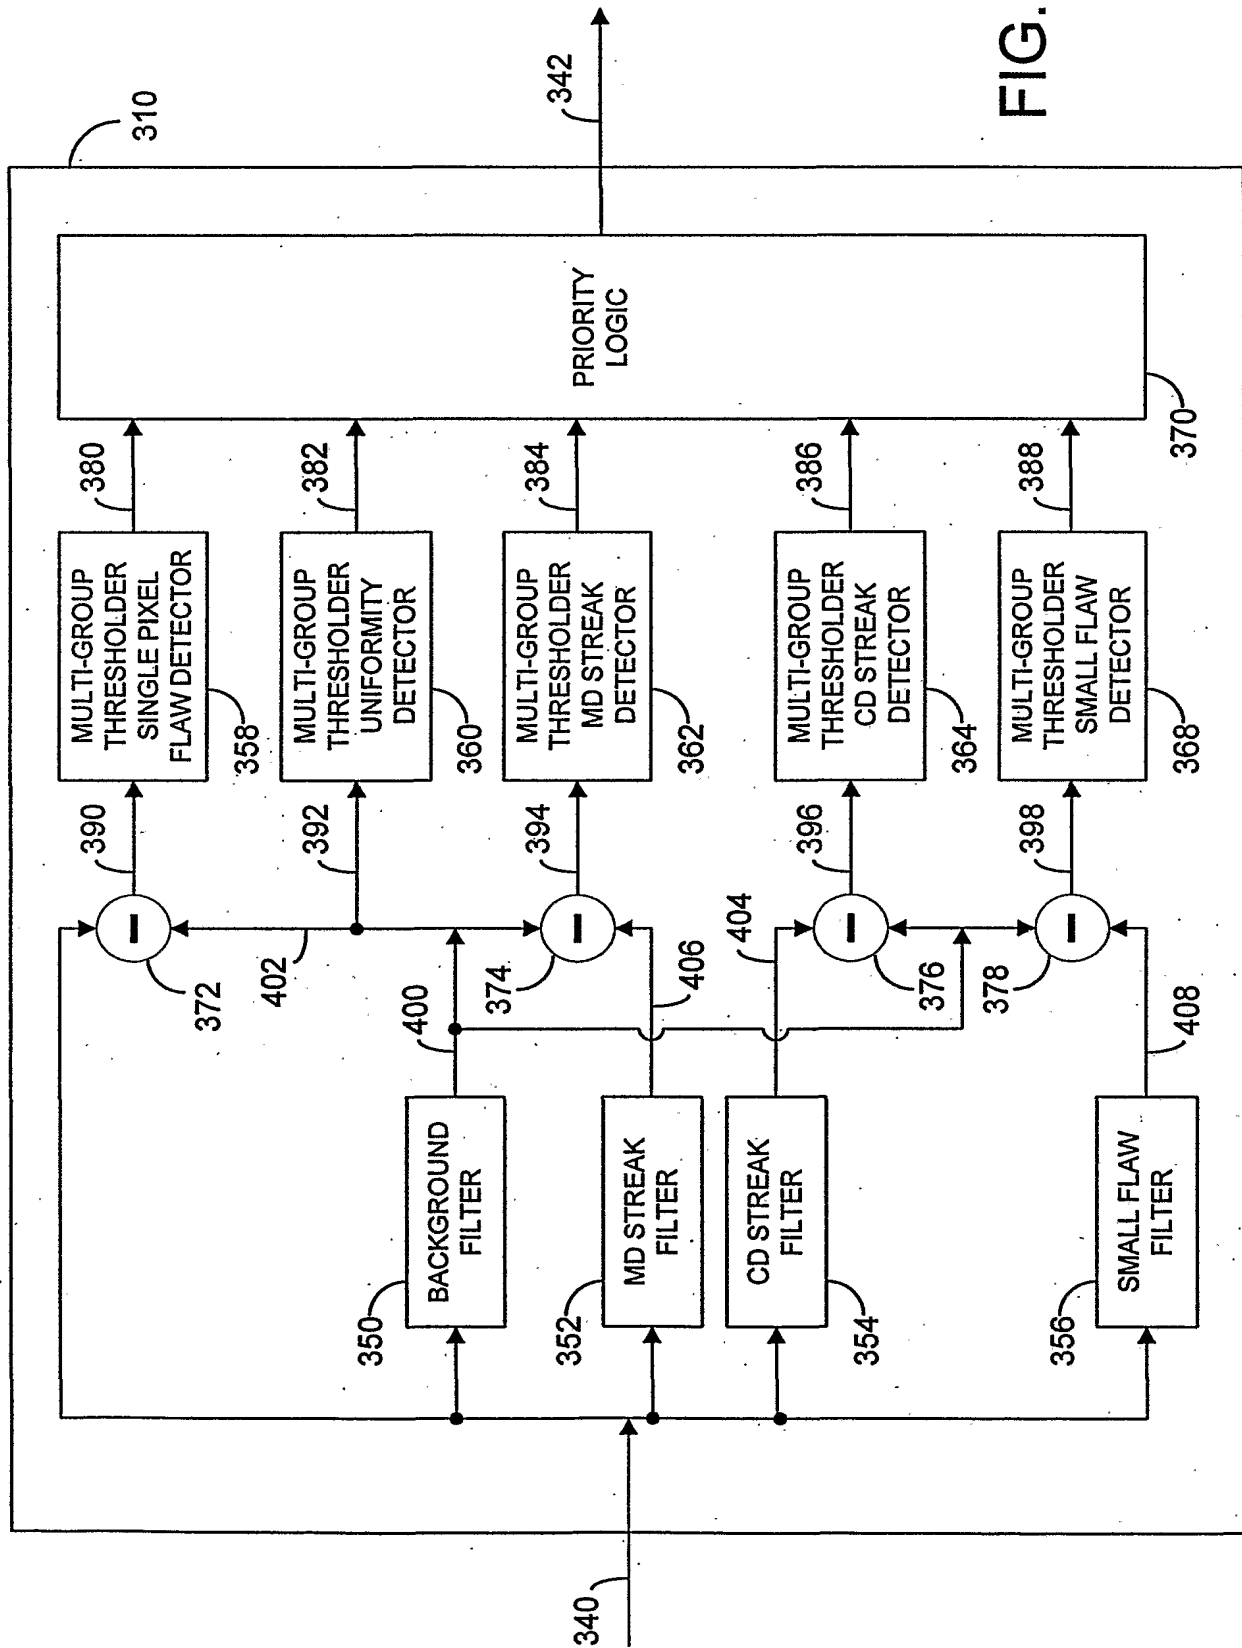 310
342
340
380
382
384
386
388
PRIORITY
LOGIC
370
MULTI-GROUP
THRESHOLDER
SINGLE PIXEL
FLAW DETECTOR
358
MULTI-GROUP
THRESHOLDER
UNIFORMITY
DETECTOR
360
MULTI-GROUP
THRESHOLDER
MD STREAK
DETECTOR
362
MULTI-GROUP
THRESHOLDER
CD STREAK
DETECTOR
364
MULTI-GROUP
THRESHOLDER
SMALL FLAW
DETECTOR
368
390
392
394
396
398
372
402
374
406
404
376
378
400
408
BACKGROUND
FILTER
350
MD STREAK
FILTER
352
CD STREAK
FILTER
354
SMALL FLAW
FILTER
356
FIG.